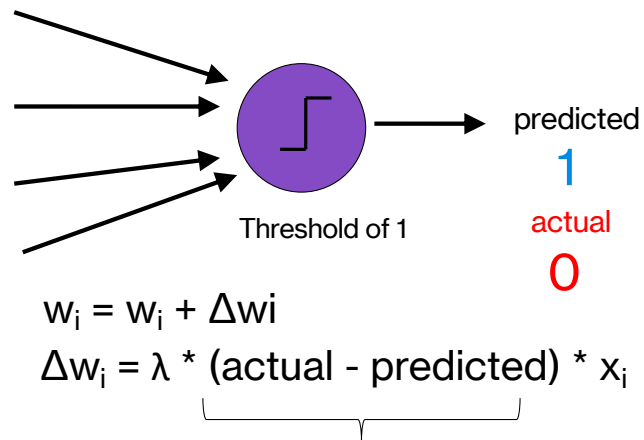 predicted
1
Threshold of 1
actual
0
wᵢ = wᵢ + Δwi
Δwᵢ = λ * (actual - predicted) * xᵢ